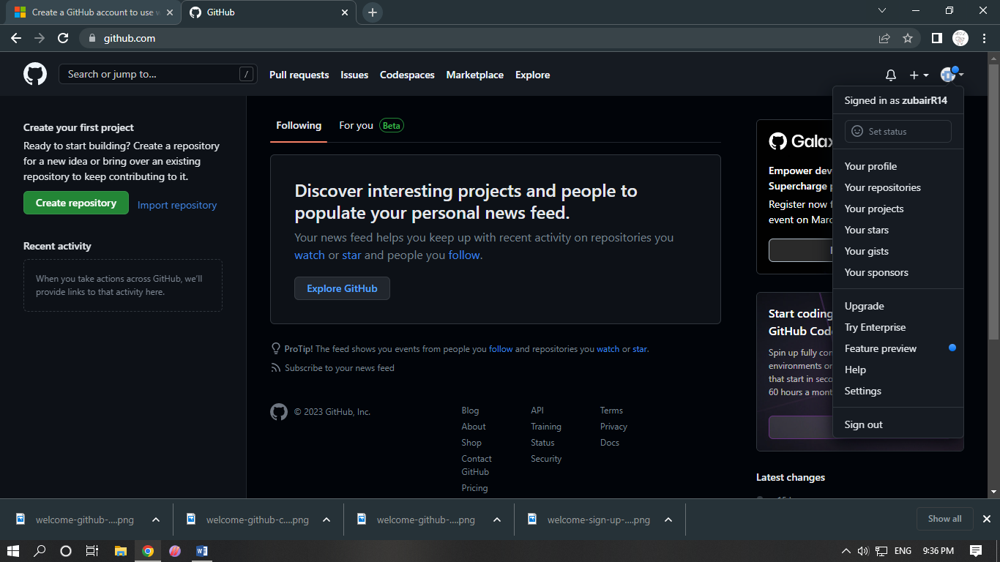 Create a GitHub account to use w
GitHub
github.com
Search or jump to... /
Pull requests Issues Codespaces Marketplace Explore
Signed in as zubairR14
Set status
Your profile
Your repositories
Your projects
Your stars
Your gists
Your sponsors
Upgrade
Try Enterprise
Feature preview
Help
Settings
Sign out
Create your first project
Ready to start building? Create a repository
for a new idea or bring over an existing
repository to keep contributing to it.
Create repository Import repository
Recent activity
When you take actions across GitHub, we'll
provide links to that activity here.
Following For you Beta
Discover interesting projects and people to
populate your personal news feed.
Your news feed helps you keep up with recent activity on repositories you
watch or star and people you follow.
Explore GitHub
ProTip! The feed shows you events from people you follow and repositories you watch or star.
Subscribe to your news feed
© 2023 GitHub, Inc.
Blog
About
Shop
Contact
GitHub
Pricing
API
Training
Status
Security
Terms
Privacy
Docs
Galax
Empower dev
Supercharge
Register now f
event on Marc
Start coding
GitHub Cod
Spin up fully con
environments or
that start in seco
60 hours a mont
Latest changes
welcome-github-....png
welcome-github-c....png
welcome-github-....png
welcome-sign-up-....png
Show all
ENG 9:36 PM